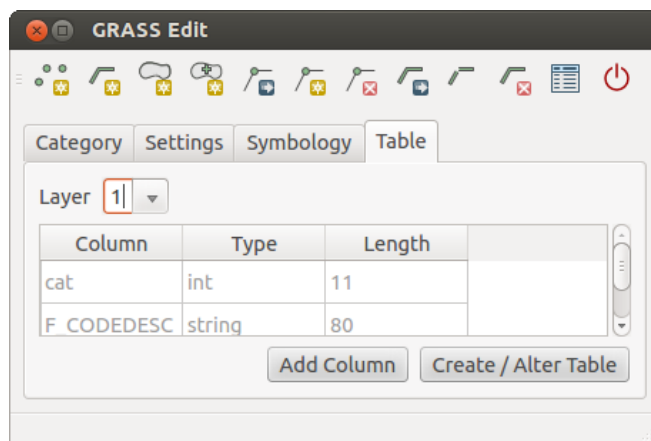 GRASS Edit
Category Settings Symbology Table
Layer 1
Column Type Length
cat int 11
F_CODEDESC string 80
Add Column Create / Alter Table